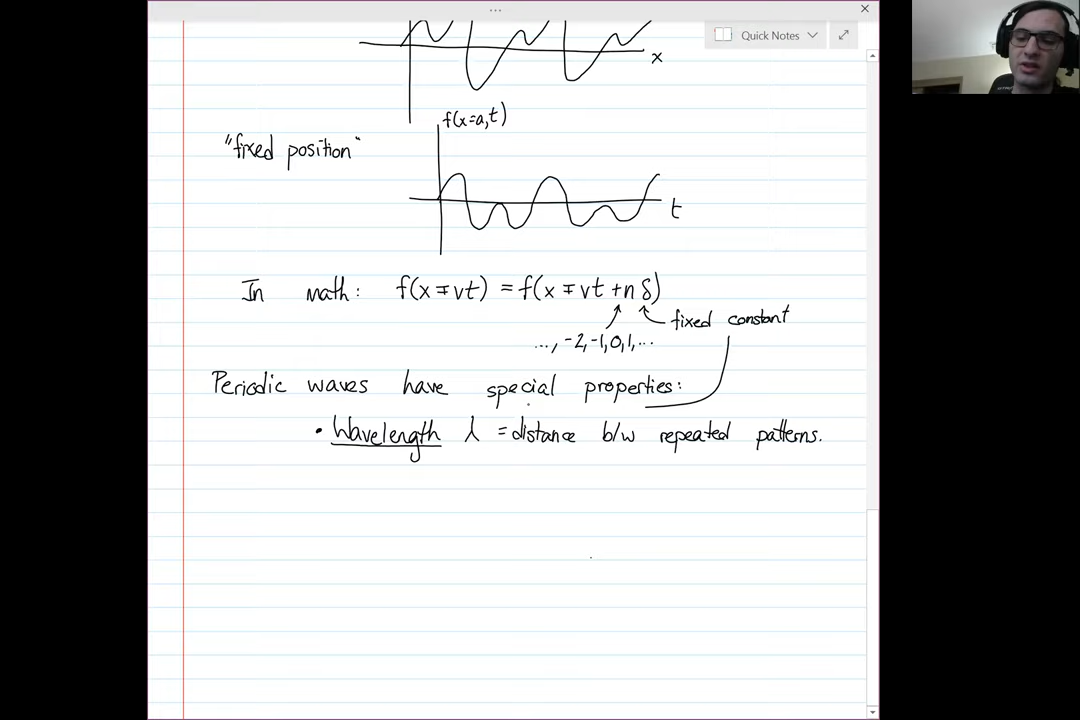 Quick Notes
x
f(x=a,t)
"fixed position"
t
In math: f(x∓vt) = f(x∓vt+nδ)
fixed constant
..., -2, -1, 0, 1, ...
Periodic waves have special properties:
• Wavelength λ = distance b/w repeated patterns.